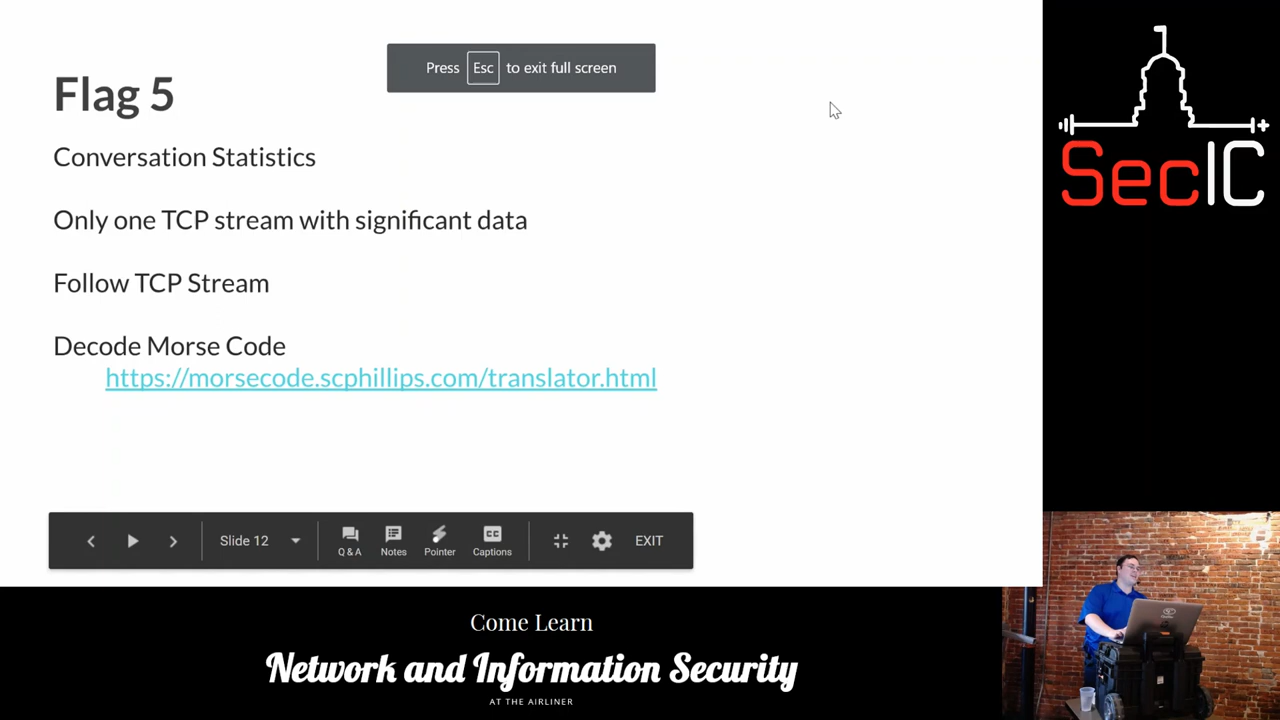 Press Esc to exit full screen
Flag 5
Conversation Statistics
Only one TCP stream with significant data
Follow TCP Stream
Decode Morse Code
https://morsecode.scphillips.com/translator.html
Slide 12
Q & A
Notes
Pointer
CC
Captions
EXIT
SecIC
Come Learn
Network and Information Security
AT THE AIRLINER